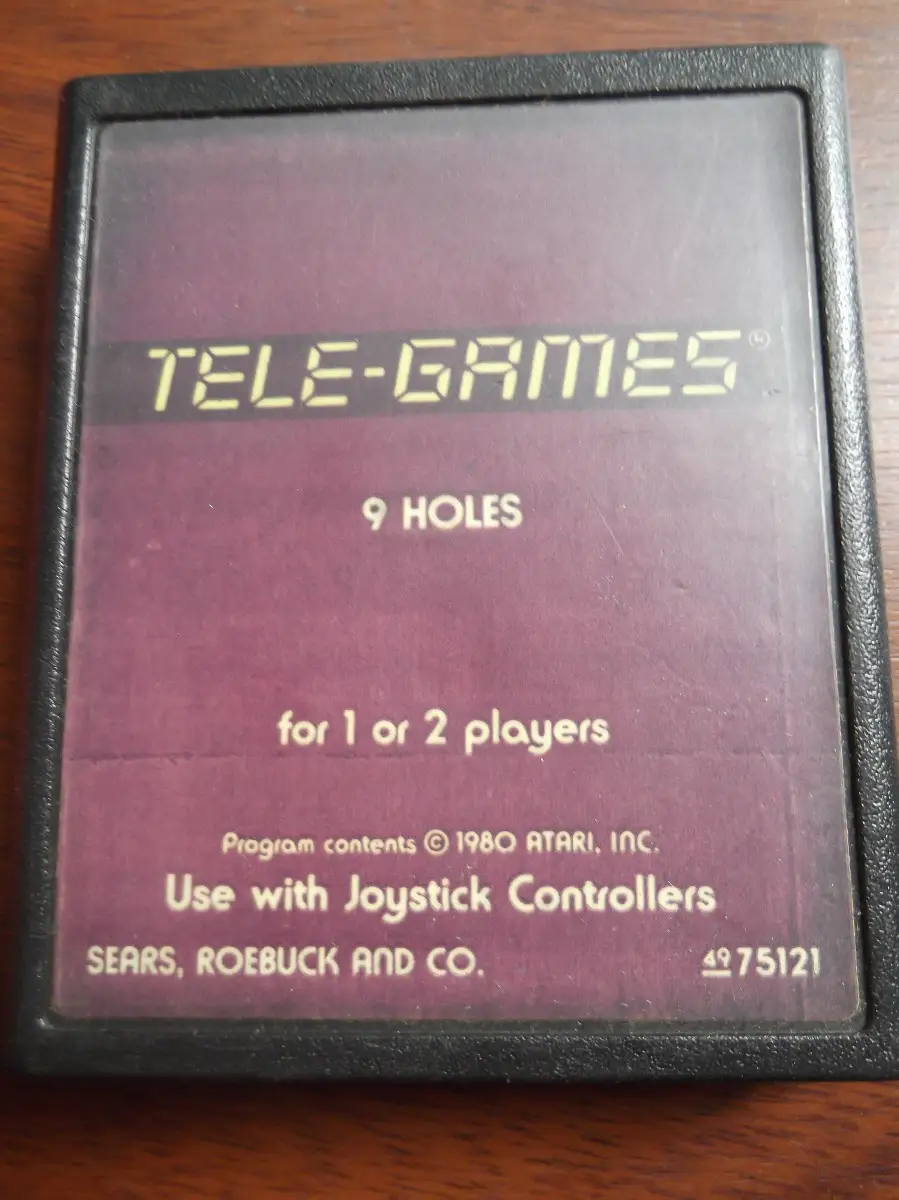 TELE-GAMES®
9 HOLES
for 1 or 2 players
Program contents © 1980 ATARI, INC.
Use with Joystick Controllers
SEARS, ROEBUCK AND CO. 49 75121